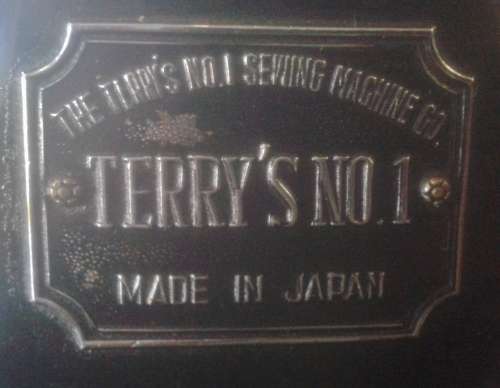 THE TERRY'S NO.1 SEWING MACHINE CO.
TERRY'S NO.1
MADE IN JAPAN